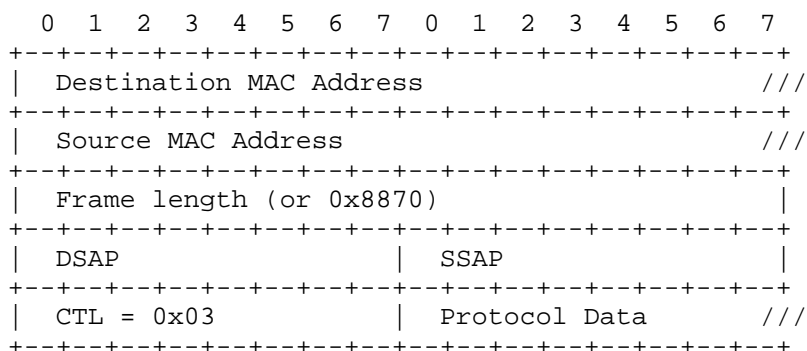 0  1  2  3  4  5  6  7  0  1  2  3  4  5  6  7
+--+--+--+--+--+--+--+--+--+--+--+--+--+--+--+--+
|  Destination MAC Address                    ///
+--+--+--+--+--+--+--+--+--+--+--+--+--+--+--+--+
|  Source MAC Address                         ///
+--+--+--+--+--+--+--+--+--+--+--+--+--+--+--+--+
|  Frame length (or 0x8870)                     |
+--+--+--+--+--+--+--+--+--+--+--+--+--+--+--+--+
|  DSAP                 |  SSAP                 |
+--+--+--+--+--+--+--+--+--+--+--+--+--+--+--+--+
|  CTL = 0x03           |  Protocol Data      ///
+--+--+--+--+--+--+--+--+--+--+--+--+--+--+--+--+